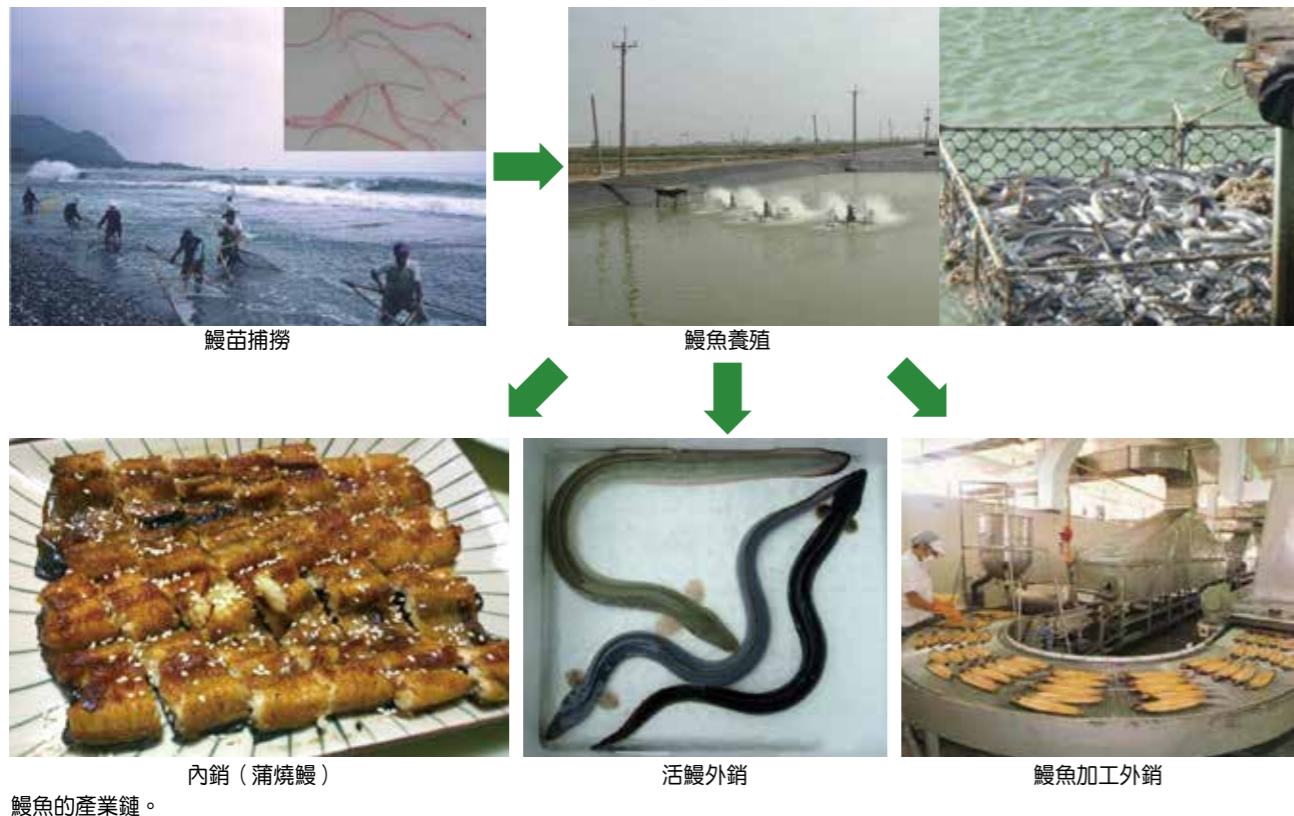 鰻苗捕撈
鰻魚養殖
內銷（蒲燒鰻）
活鰻外銷
鰻魚加工外銷
鰻魚的產業鏈。